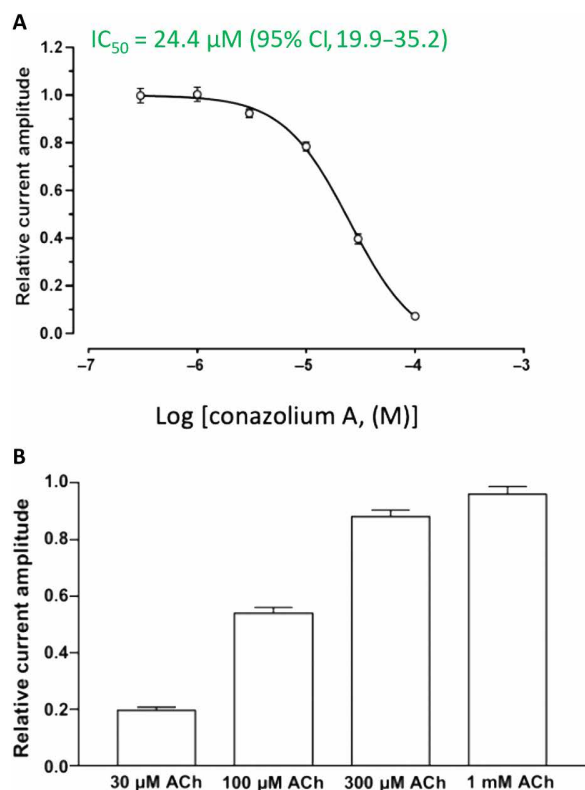 A
IC50 = 24.4 µM (95% CI, 19.9–35.2)
1.2
1.0
0.8
0.6
0.4
0.2
0.0
Relative current amplitude
–7 –6 –5 –4 –3
Log [conazolium A, (M)]
B
1.0
0.8
0.6
0.4
0.2
0.0
Relative current amplitude
30 µM ACh 100 µM ACh 300 µM ACh 1 mM ACh